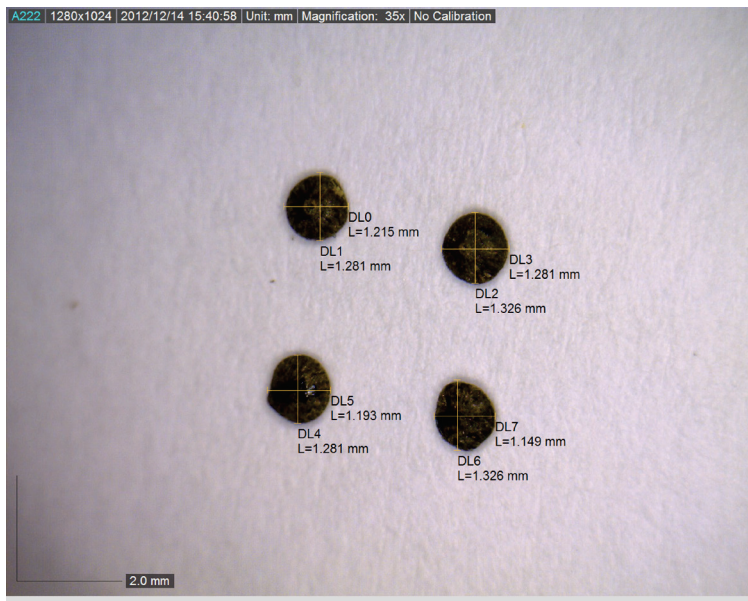 A222 1280x1024 2012/12/14 15:40:58 Unit: mm Magnification: 35x No Calibration
DL0
L=1.215 mm
DL1
L=1.281 mm
DL3
L=1.281 mm
DL2
L=1.326 mm
DL5
L=1.193 mm
DL4
L=1.281 mm
DL7
L=1.149 mm
DL6
L=1.326 mm
2.0 mm